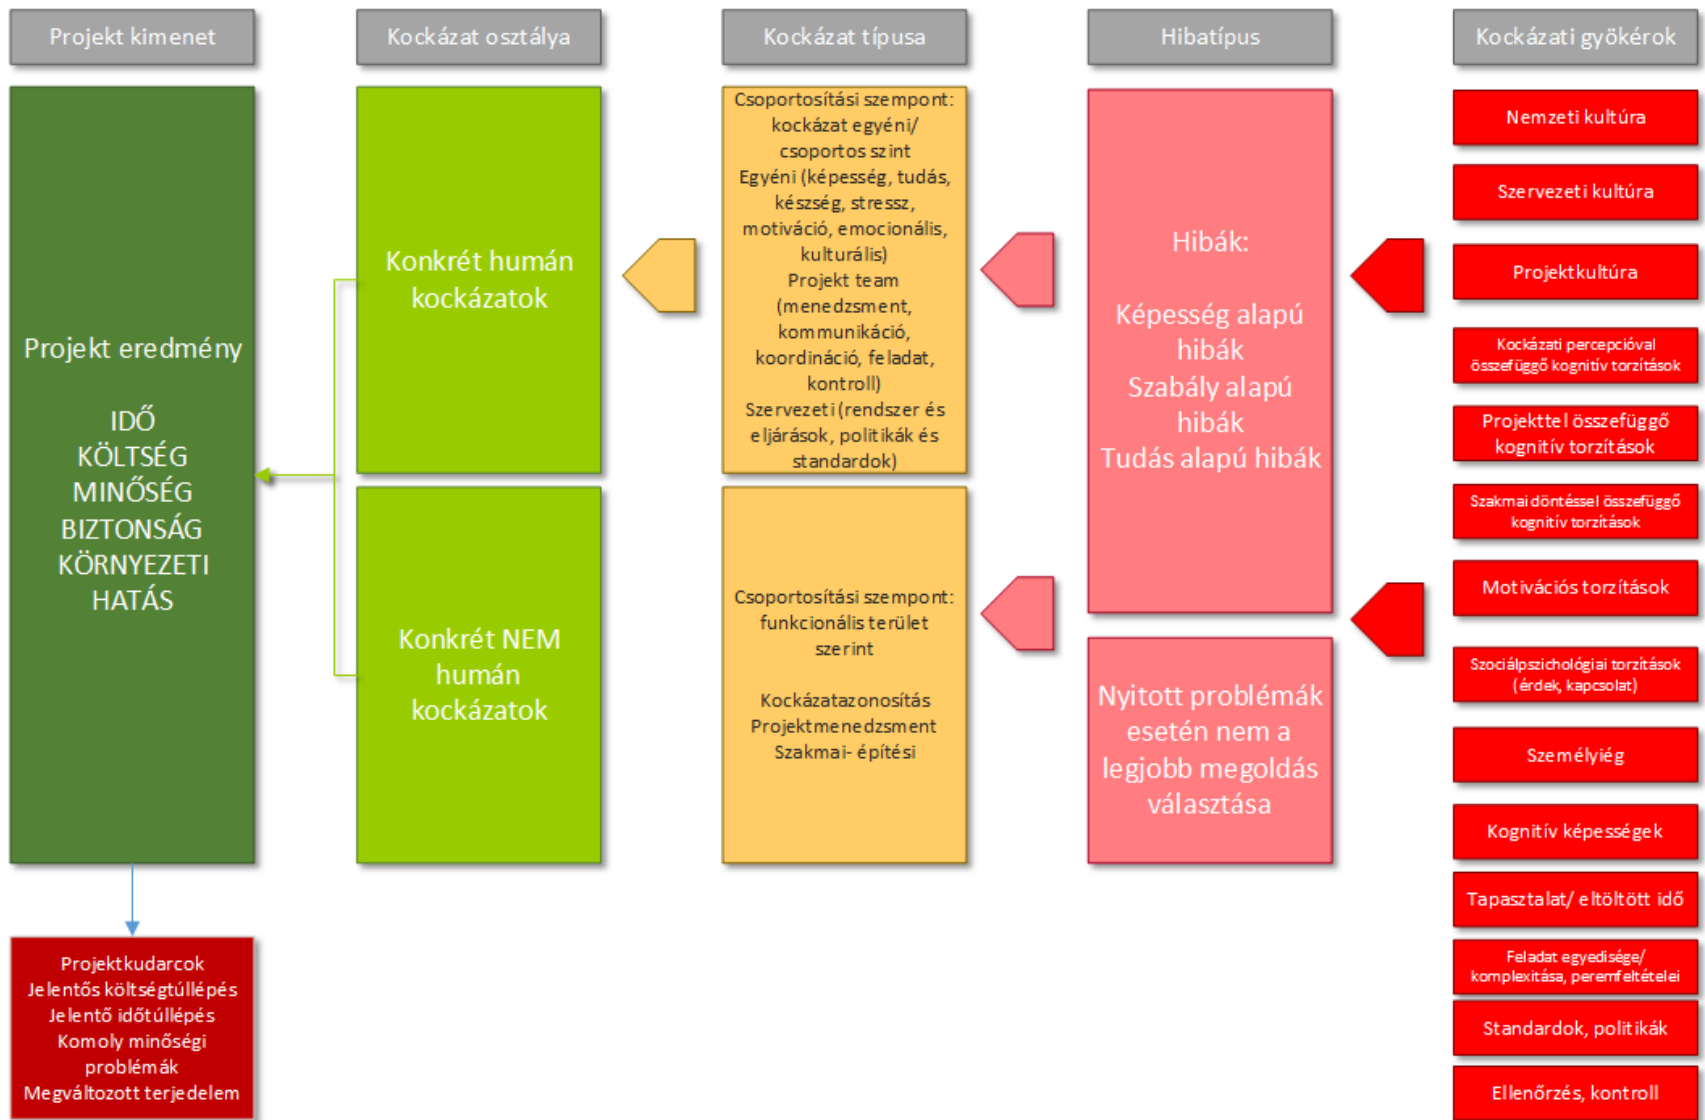 Projekt kimenet
Kockázat osztálya
Kockázat típusa
Hibatípus
Kockázati gyökérok
Projekt eredmény
IDŐ
KÖLTSÉG
MINŐSÉG
BIZTONSÁG
KÖRNYEZETI
HATÁS
Projektkudarcok
Jelentős költségtúllépés
Jelentő időtúllépés
Komoly minőségi
problémák
Megváltozott terjedelem
Konkrét humán
kockázatok
Konkrét NEM
humán
kockázatok
Csoportosítási szempont:
kockázat egyéni/
csoportos szint
Egyéni (képesség, tudás,
készség, stressz,
motiváció, emocionális,
kulturális)
Projekt team
(menedzsment,
kommunikáció,
koordináció, feladat,
kontroll)
Szervezeti (rendszer és
eljárások, politikák és
standardok)
Csoportosítási szempont:
funkcionális terület
szerint
Kockázatazonosítás
Projektmenedzsment
Szakmai- építési
Hibák:
Képesség alapú
hibák
Szabály alapú
hibák
Tudás alapú hibák
Nyitott problémák
esetén nem a
legjobb megoldás
választása
Nemzeti kultúra
Szervezeti kultúra
Projektkultúra
Kockázati percepcióval
összefüggő kognitív torzítások
Projekttel összefüggő
kognitív torzítások
Szakmai döntéssel összefüggő
kognitív torzítások
Motivációs torzítások
Szociálpszichológiai torzítások
(érdek, kapcsolat)
Személyiég
Kognitív képességek
Tapasztalat/ eltöltött idő
Feladat egyedisége/
komplexitása, peremfeltételei
Standardok, politikák
Ellenőrzés, kontroll